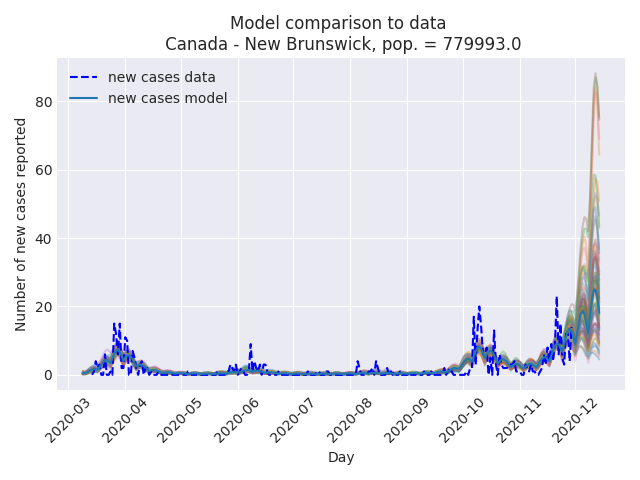 Model comparison to data
Canada - New Brunswick, pop. = 779993.0
new cases data
new cases model
Number of new cases reported
80
60
40
20
0
2020-03
2020-04
2020-05
2020-06
2020-07
2020-08
2020-09
2020-10
2020-11
2020-12
Day